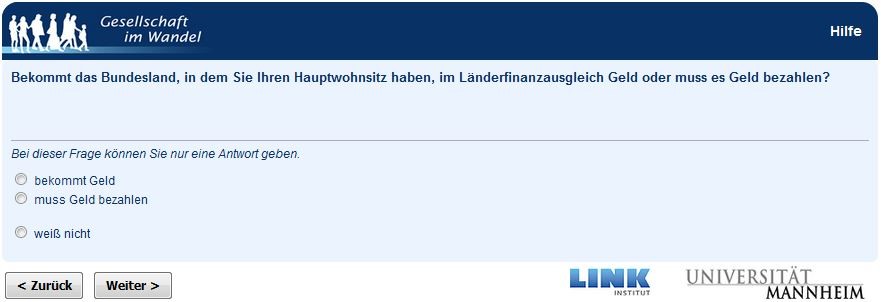 Gesellschaft
im Wandel
Hilfe
Bekommt das Bundesland, in dem Sie Ihren Hauptwohnsitz haben, im Länderfinanzausgleich Geld oder muss es Geld bezahlen?
Bei dieser Frage können Sie nur eine Antwort geben.
bekommt Geld
muss Geld bezahlen
weiß nicht
< Zurück
Weiter >
LINK
INSTITUT
UNIVERSITÄT
MANNHEIM